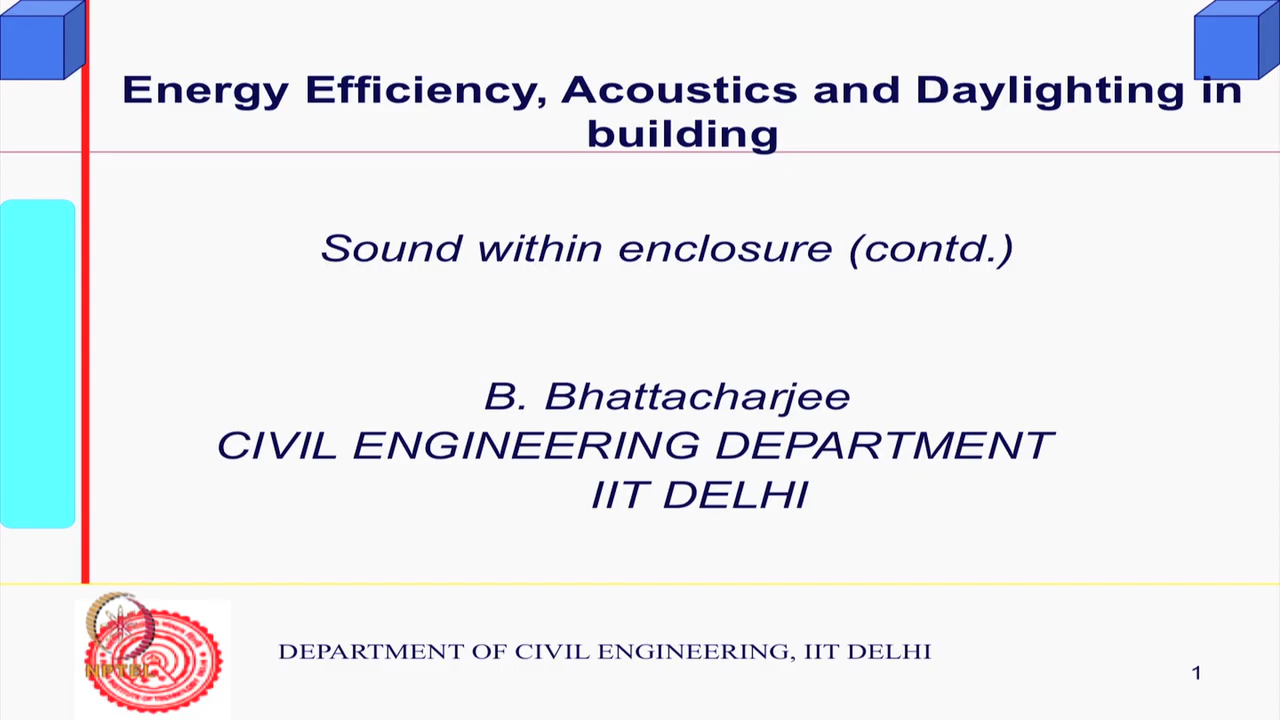 Energy Efficiency, Acoustics and Daylighting in
building
Sound within enclosure (contd.)
B. Bhattacharjee
CIVIL ENGINEERING DEPARTMENT
IIT DELHI
NPTEL
DEPARTMENT OF CIVIL ENGINEERING, IIT DELHI
1